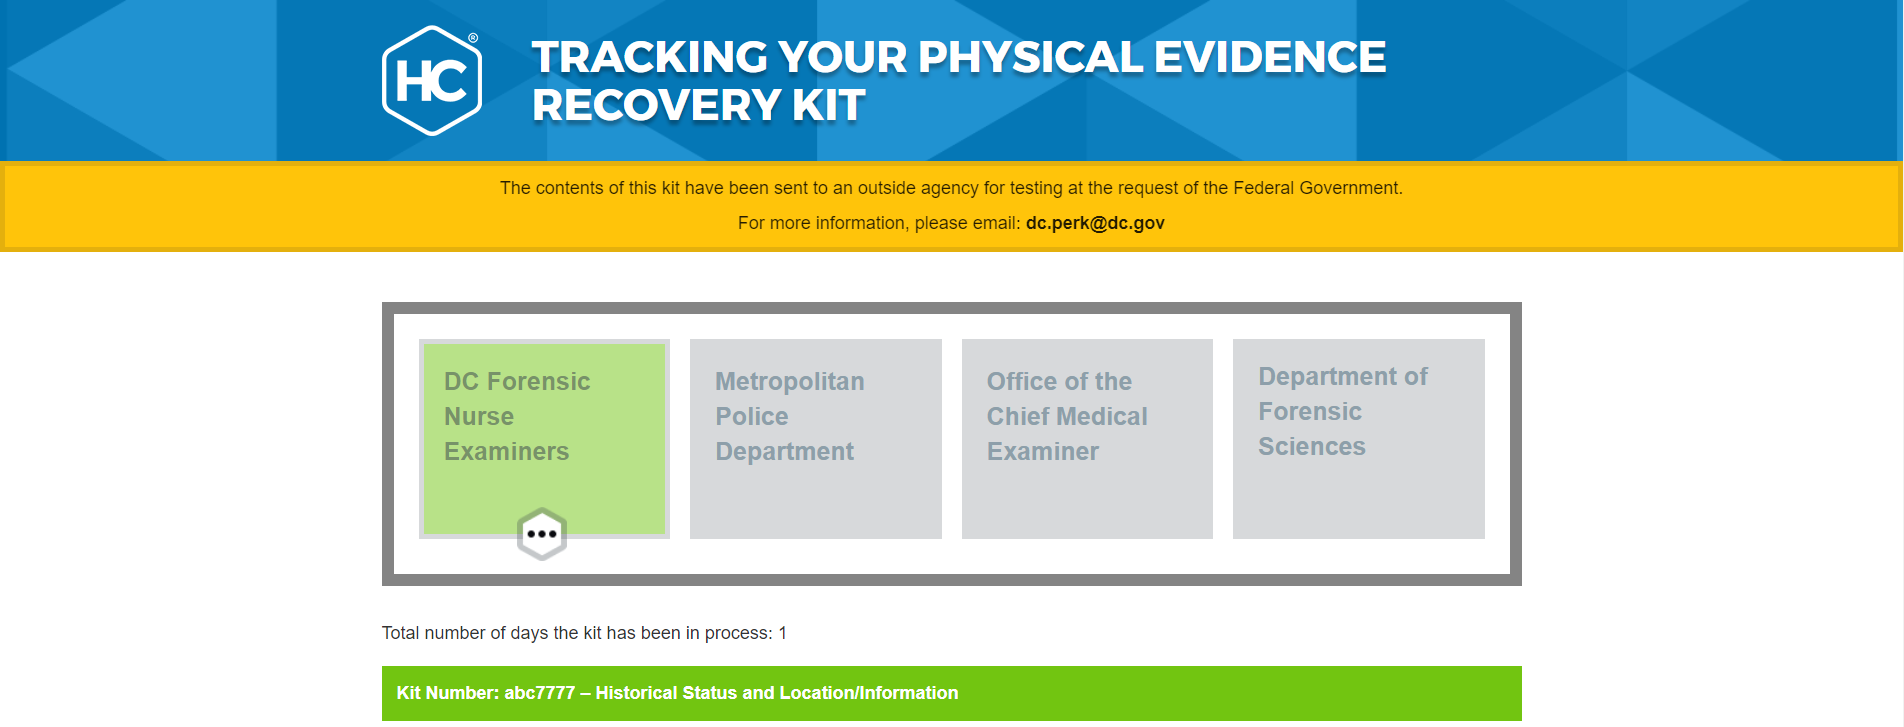 HC®
TRACKING YOUR PHYSICAL EVIDENCE
RECOVERY KIT
The contents of this kit have been sent to an outside agency for testing at the request of the Federal Government.
For more information, please email: dc.perk@dc.gov
DC Forensic
Nurse
Examiners
Metropolitan
Police
Department
Office of the
Chief Medical
Examiner
Department of
Forensic
Sciences
Total number of days the kit has been in process: 1
Kit Number: abc7777 – Historical Status and Location/Information